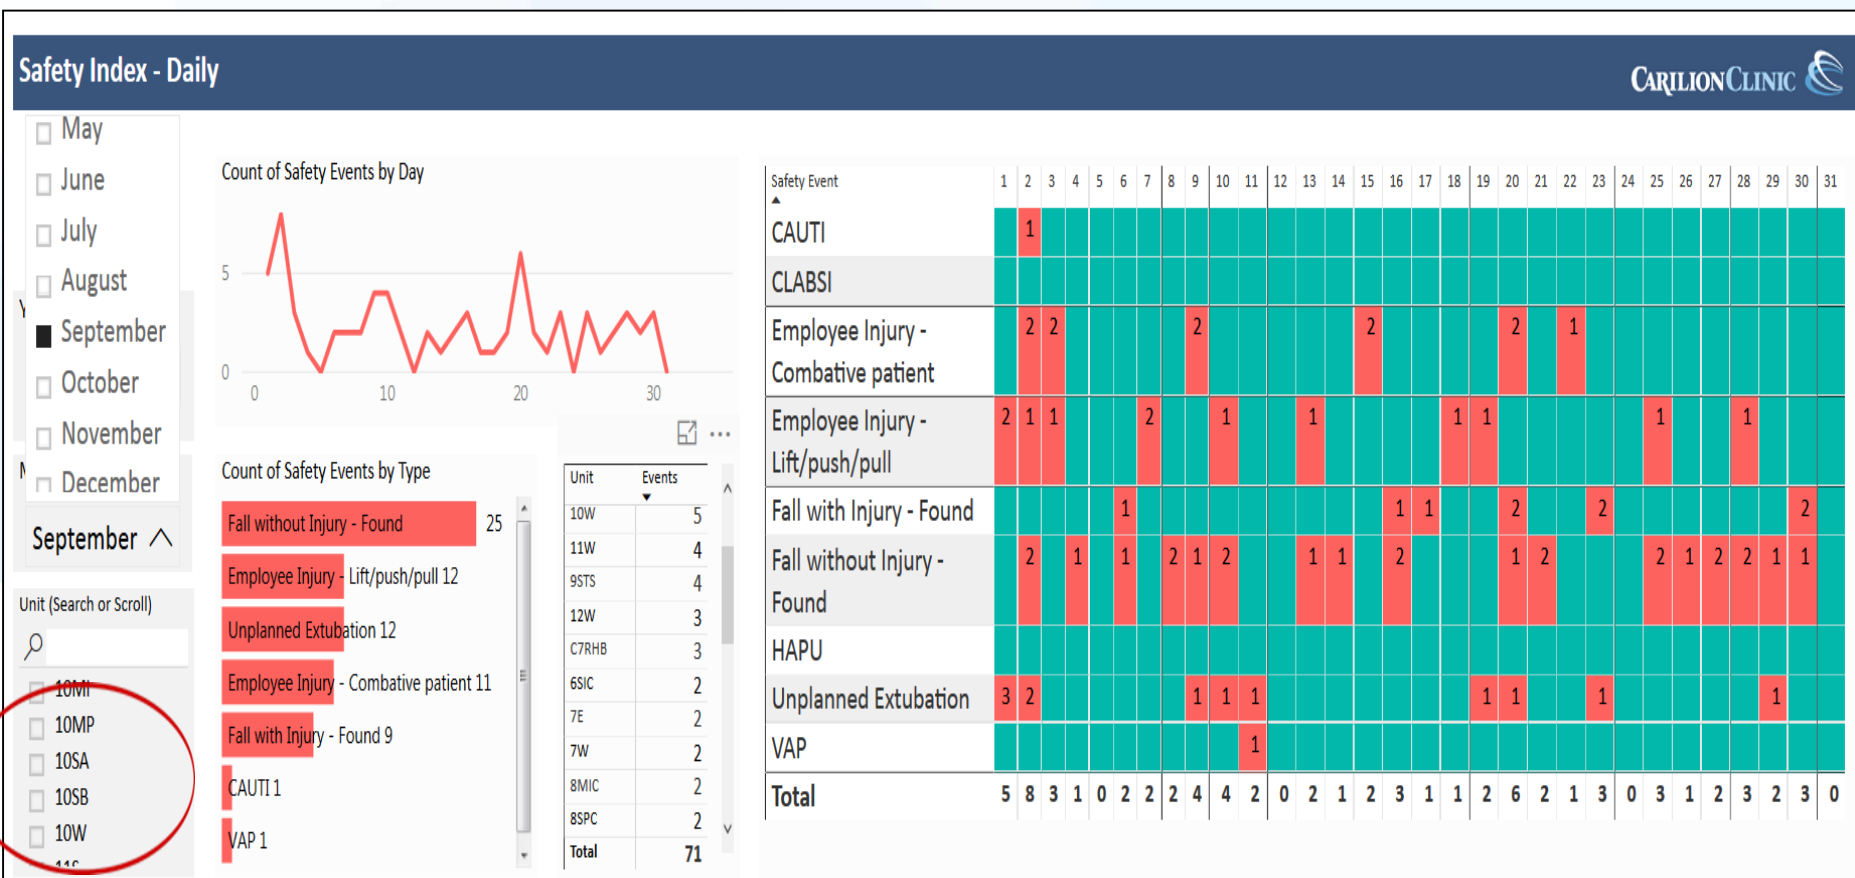 Safety Index - Daily
CARILION CLINIC
May
June
July
August
September
October
November
December
September
Unit (Search or Scroll)
10MI
10MP
10SA
10SB
10W
Count of Safety Events by Day
5
0
0 10 20 30
Count of Safety Events by Type
Fall without Injury - Found 25
Employee Injury - Lift/push/pull 12
Unplanned Extubation 12
Employee Injury - Combative patient 11
Fall with Injury - Found 9
CAUTI 1
VAP 1
Unit Events
10W 5
11W 4
9STS 4
12W 3
C7RHB 3
6SIC 2
7E 2
7W 2
8MIC 2
8SPC 2
Total 71
Safety Event 1 2 3 4 5 6 7 8 9 10 11 12 13 14 15 16 17 18 19 20 21 22 23 24 25 26 27 28 29 30 31
CAUTI 1
CLABSI
Employee Injury - 2 2 2 2 2 1
Combative patient
Employee Injury - 2 1 1 2 1 1 1 1 1 1
Lift/push/pull
Fall with Injury - Found 1 1 1 2 2 2
Fall without Injury - 2 1 1 2 1 2 1 1 2 1 2 2 1 2 2 1 1
Found
HAPU
Unplanned Extubation 3 2 1 1 1 1 1 1 1
VAP 1
Total 5 8 3 1 0 2 2 2 4 4 2 0 2 1 2 3 1 1 2 6 2 1 3 0 3 1 2 3 2 3 0